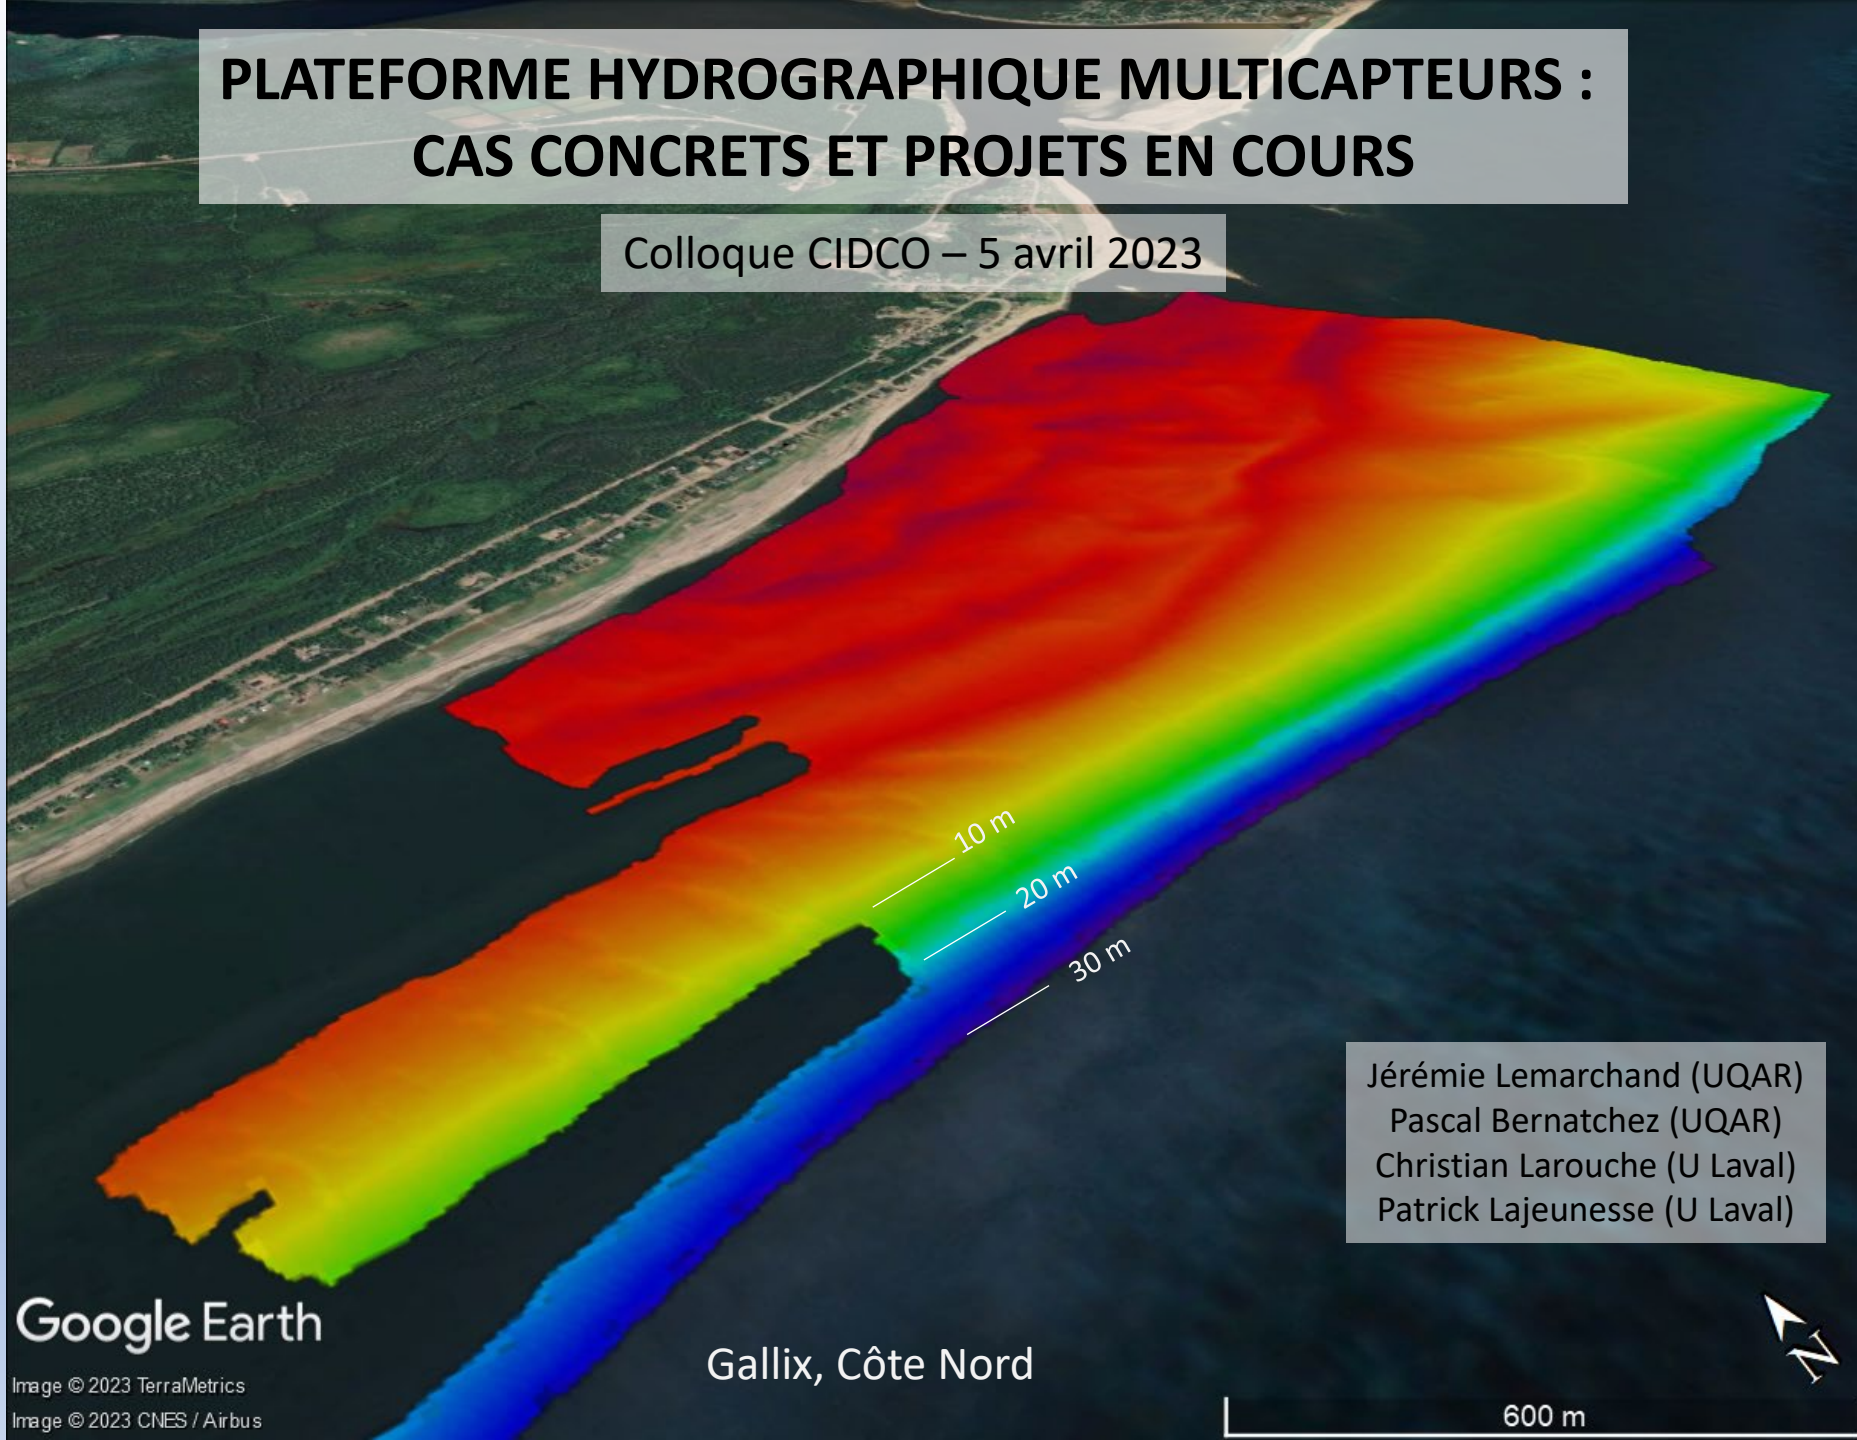 PLATEFORME HYDROGRAPHIQUE MULTICAPTEURS :
CAS CONCRETS ET PROJETS EN COURS
Colloque CIDCO – 5 avril 2023
10 m
20 m
30 m
Jérémie Lemarchand (UQAR)
Pascal Bernatchez (UQAR)
Christian Larouche (U Laval)
Patrick Lajeunesse (U Laval)
Google Earth
Image © 2023 TerraMetrics
Image © 2023 CNES / Airbus
Gallix, Côte Nord
N
600 m